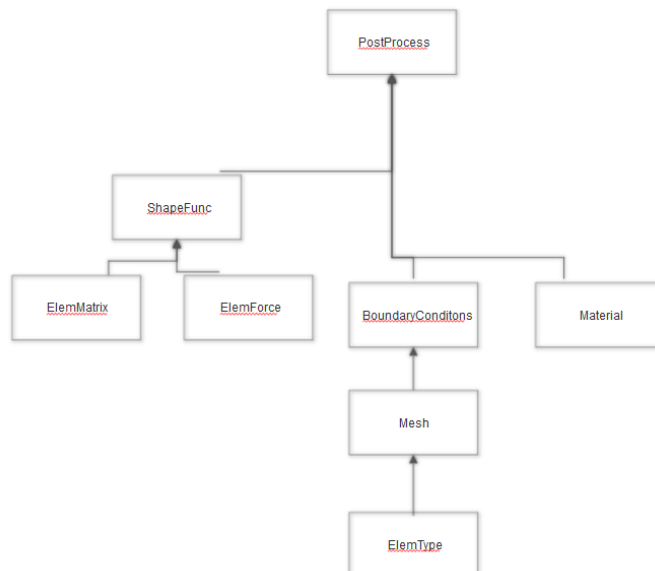 PostProcess
ShapeFunc
ElemMatrix
ElemForce
BoundaryConditons
Material
Mesh
ElemType